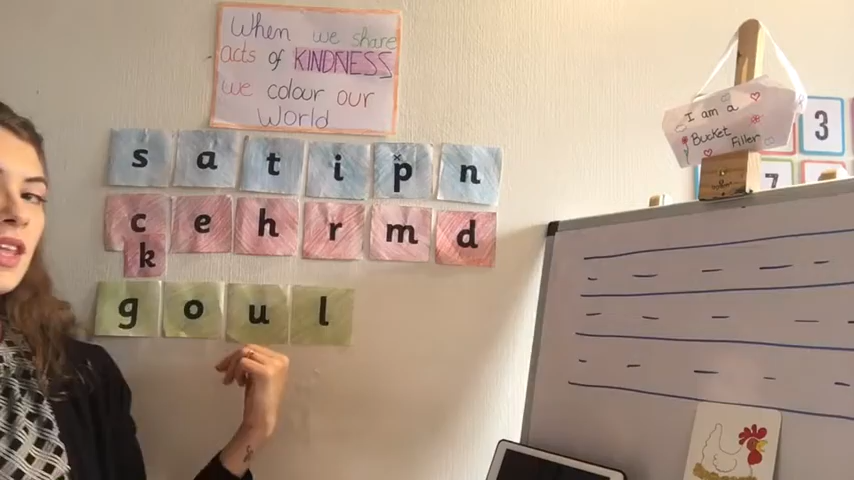 When we share
acts of KINDNESS
we colour our
World
s a t i p n
c e h r m d
k
g o u l
I am a
Bucket
Filler
3
7